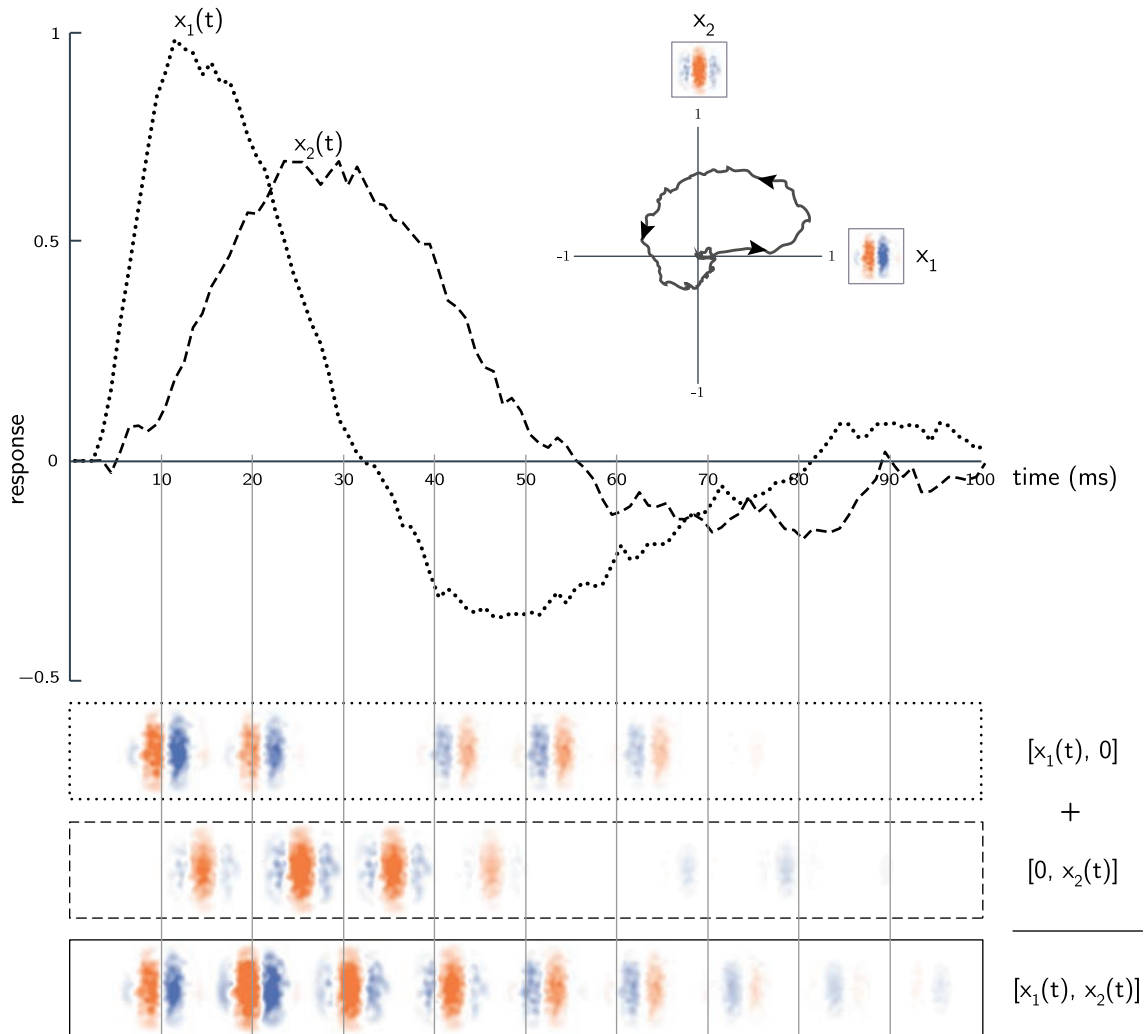 x₁(t)
x₂
1
x₂(t)
1
0.5
-1
1
x₁
-1
response
0
10
20
30
40
50
60
70
80
90
100
time (ms)
−0.5
[x₁(t), 0]
+
[0, x₂(t)]
[x₁(t), x₂(t)]